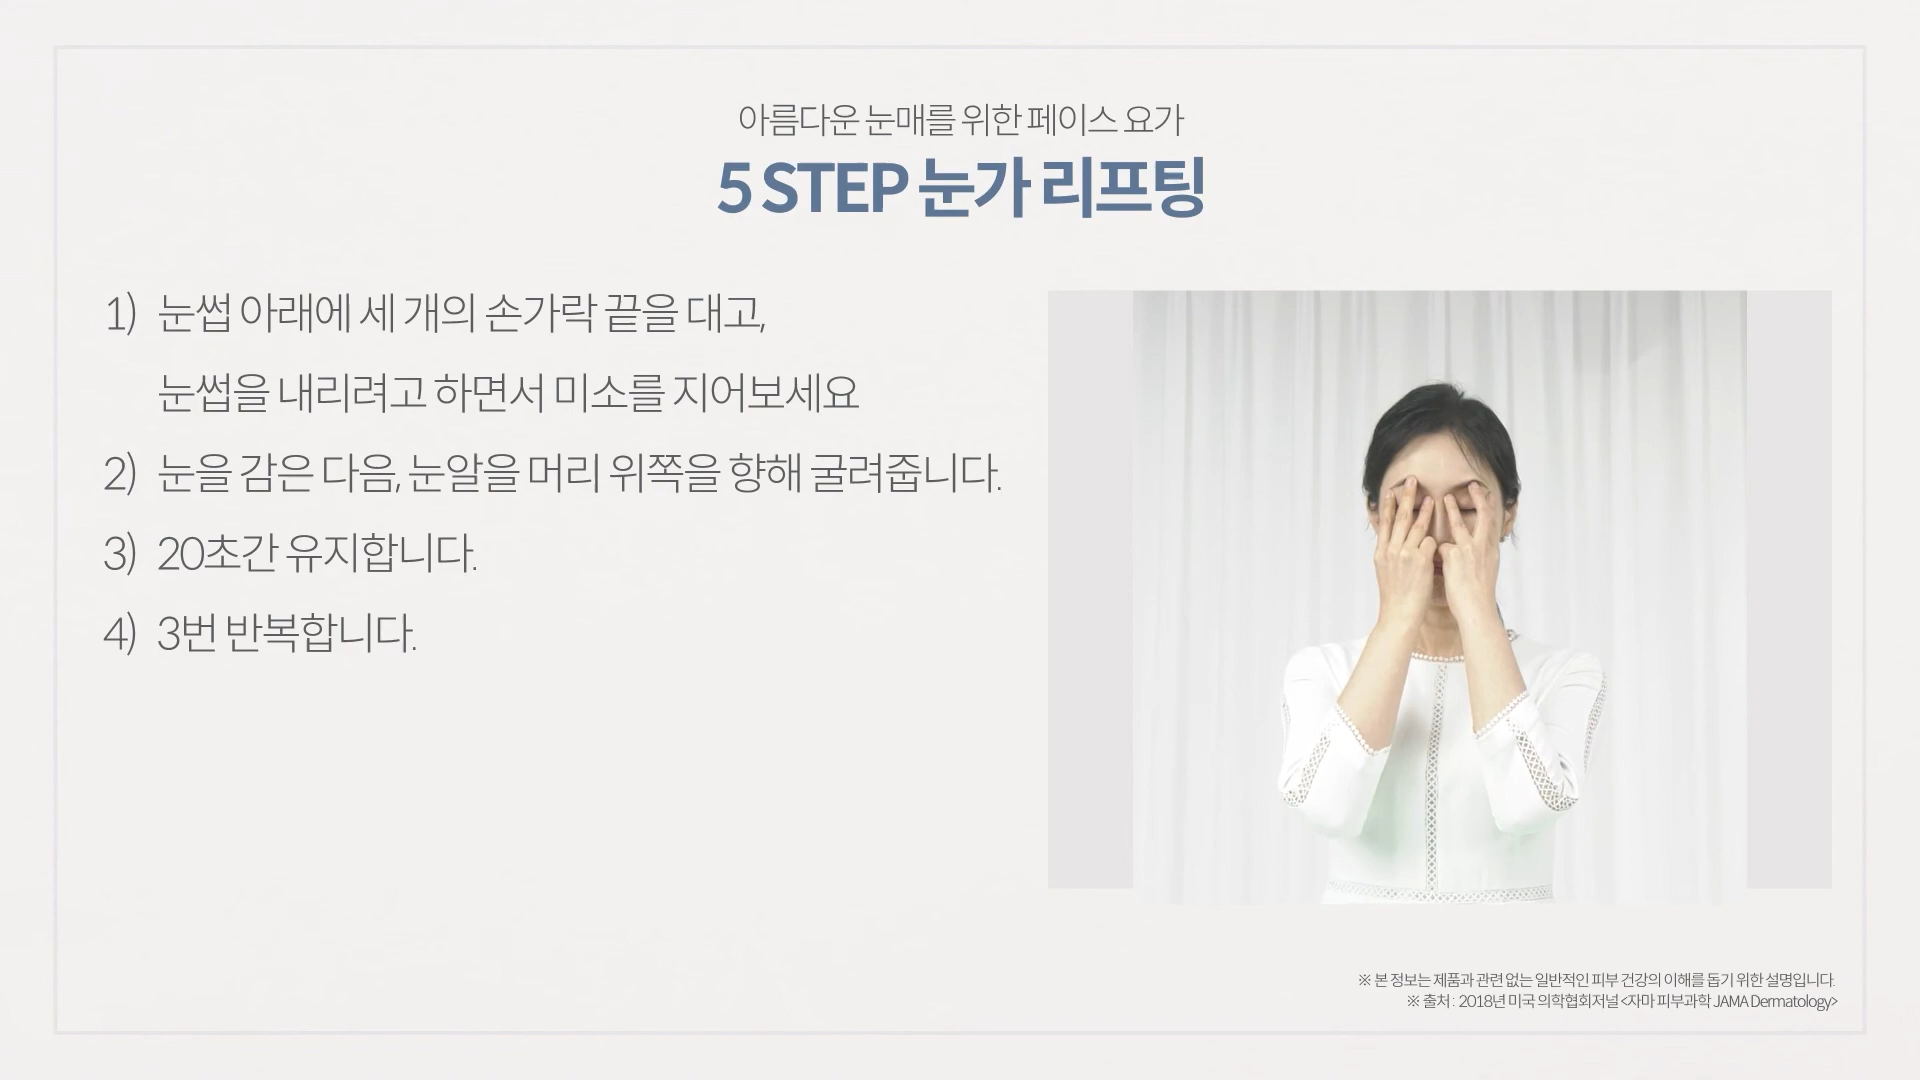 아름다운 눈매를 위한 페이스 요가
5 STEP 눈가 리프팅
1) 눈썹 아래에 세 개의 손가락 끝을 대고,
눈썹을 내리려고 하면서 미소를 지어보세요
2) 눈을 감은 다음, 눈알을 머리 위쪽을 향해 굴려줍니다.
3) 20초간 유지합니다.
4) 3번 반복합니다.
※ 본 정보는 제품과 관련 없는 일반적인 피부 건강의 이해를 돕기 위한 설명입니다.
※ 출처 : 2018년 미국 의학협회저널 <자마 피부과학 JAMA Dermatology>